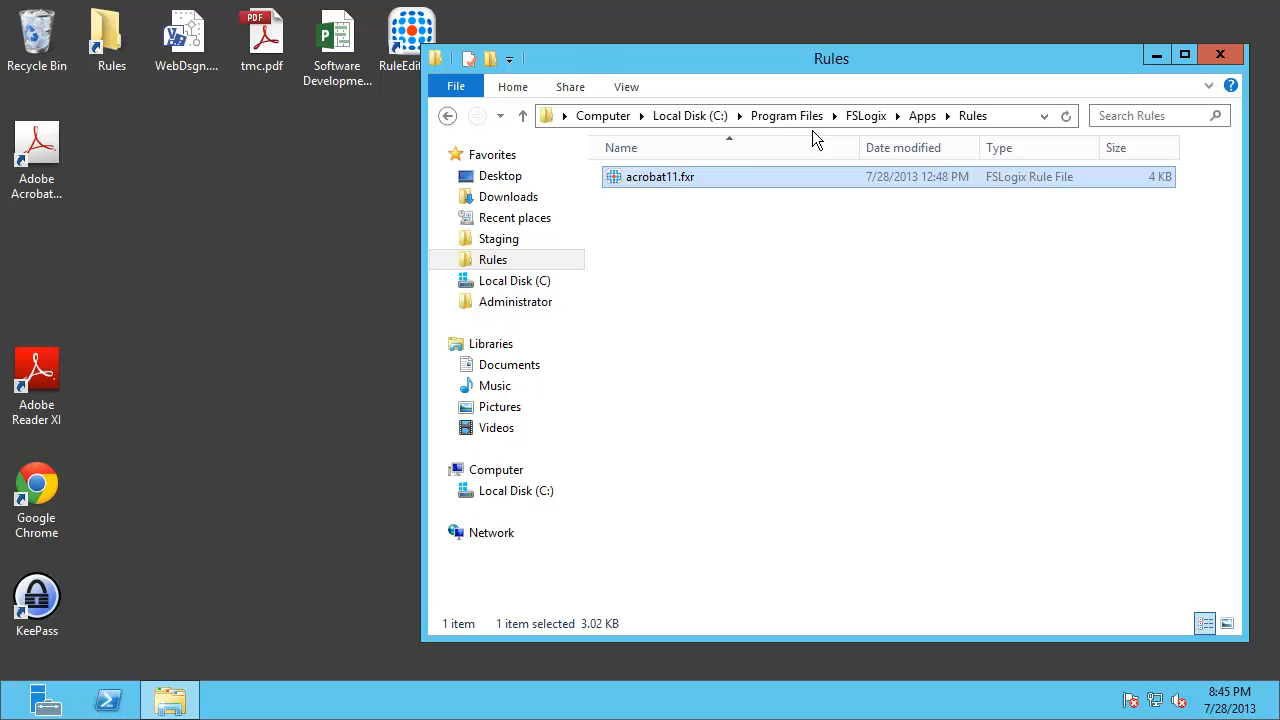 Recycle Bin
Rules
WebDsgn....
tmc.pdf
Software
Developme...
RuleEdit
PDF
Adobe
Acrobat...
Adobe
Reader XI
Google
Chrome
KeePass
Rules
File
Home
Share
View
Computer
Local Disk (C:)
Program Files
FSLogix
Apps
Rules
Search Rules
Favorites
Desktop
Downloads
Recent places
Staging
Rules
Local Disk (C)
Administrator
Libraries
Documents
Music
Pictures
Videos
Computer
Local Disk (C:)
Network
Name
Date modified
Type
Size
acrobat11.fxr
7/28/2013 12:48 PM
FSLogix Rule File
4 KB
1 item
1 item selected 3.02 KB
8:45 PM
7/28/2013